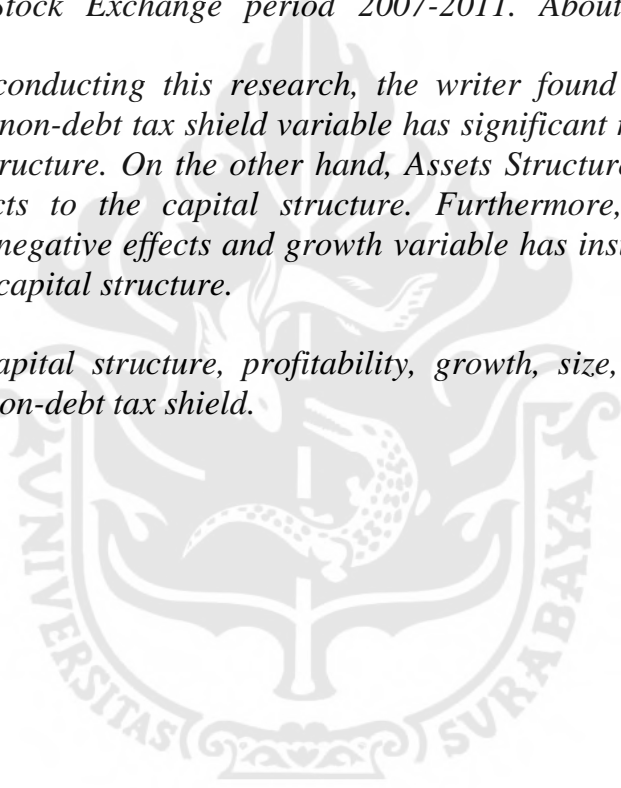 Stock Exchange period 2007-2011. About
conducting this research, the writer found
non-debt tax shield variable has significant
ructure. On the other hand, Assets Structure
cts to the capital structure. Furthermore,
negative effects and growth variable has
capital structure.
apital structure, profitability, growth, size,
on-debt tax shield.
UNIVERSITAS SURABAYA